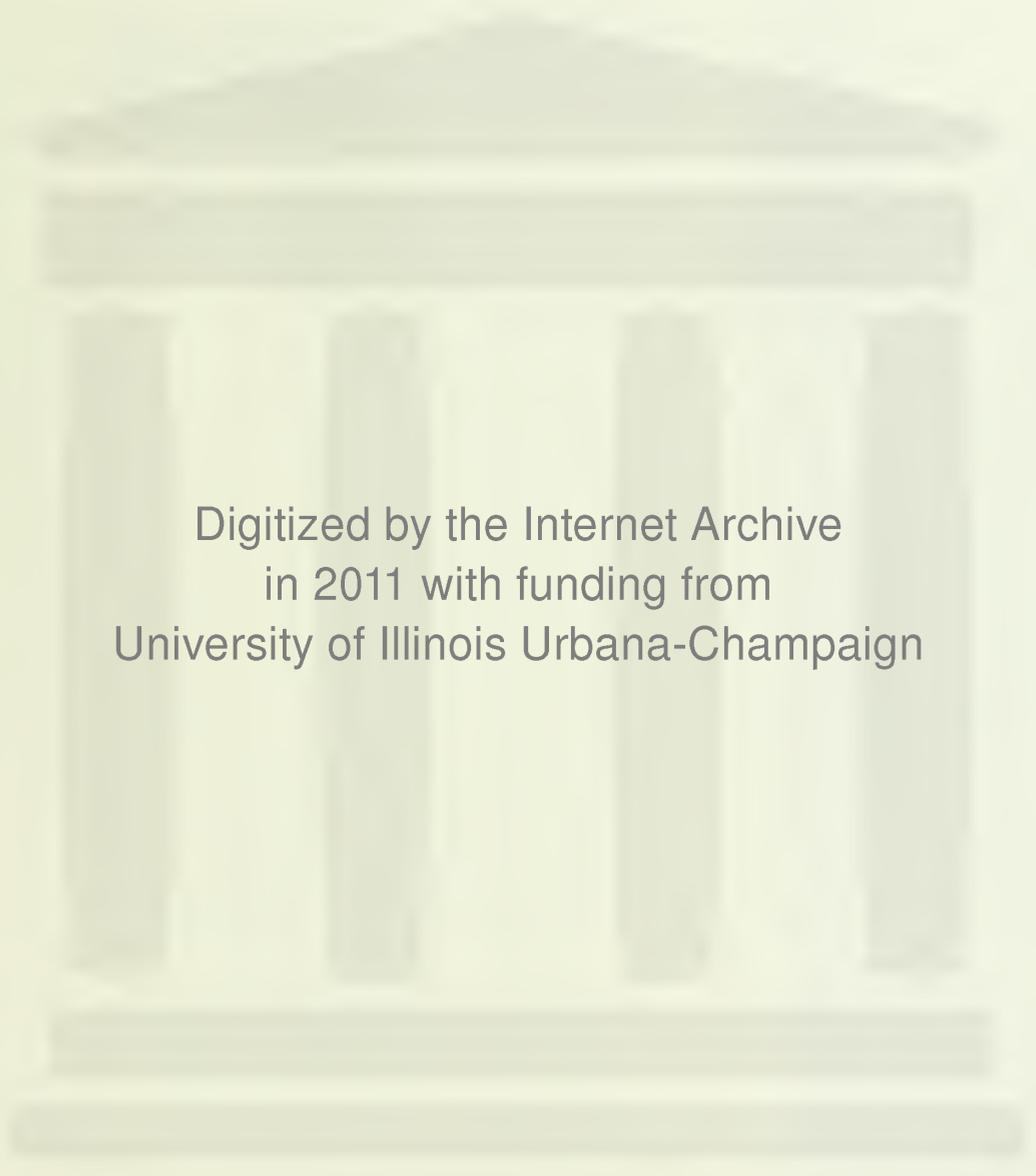 Digitized by the Internet Archive
in 2011 with funding from
University of Illinois Urbana-Champaign